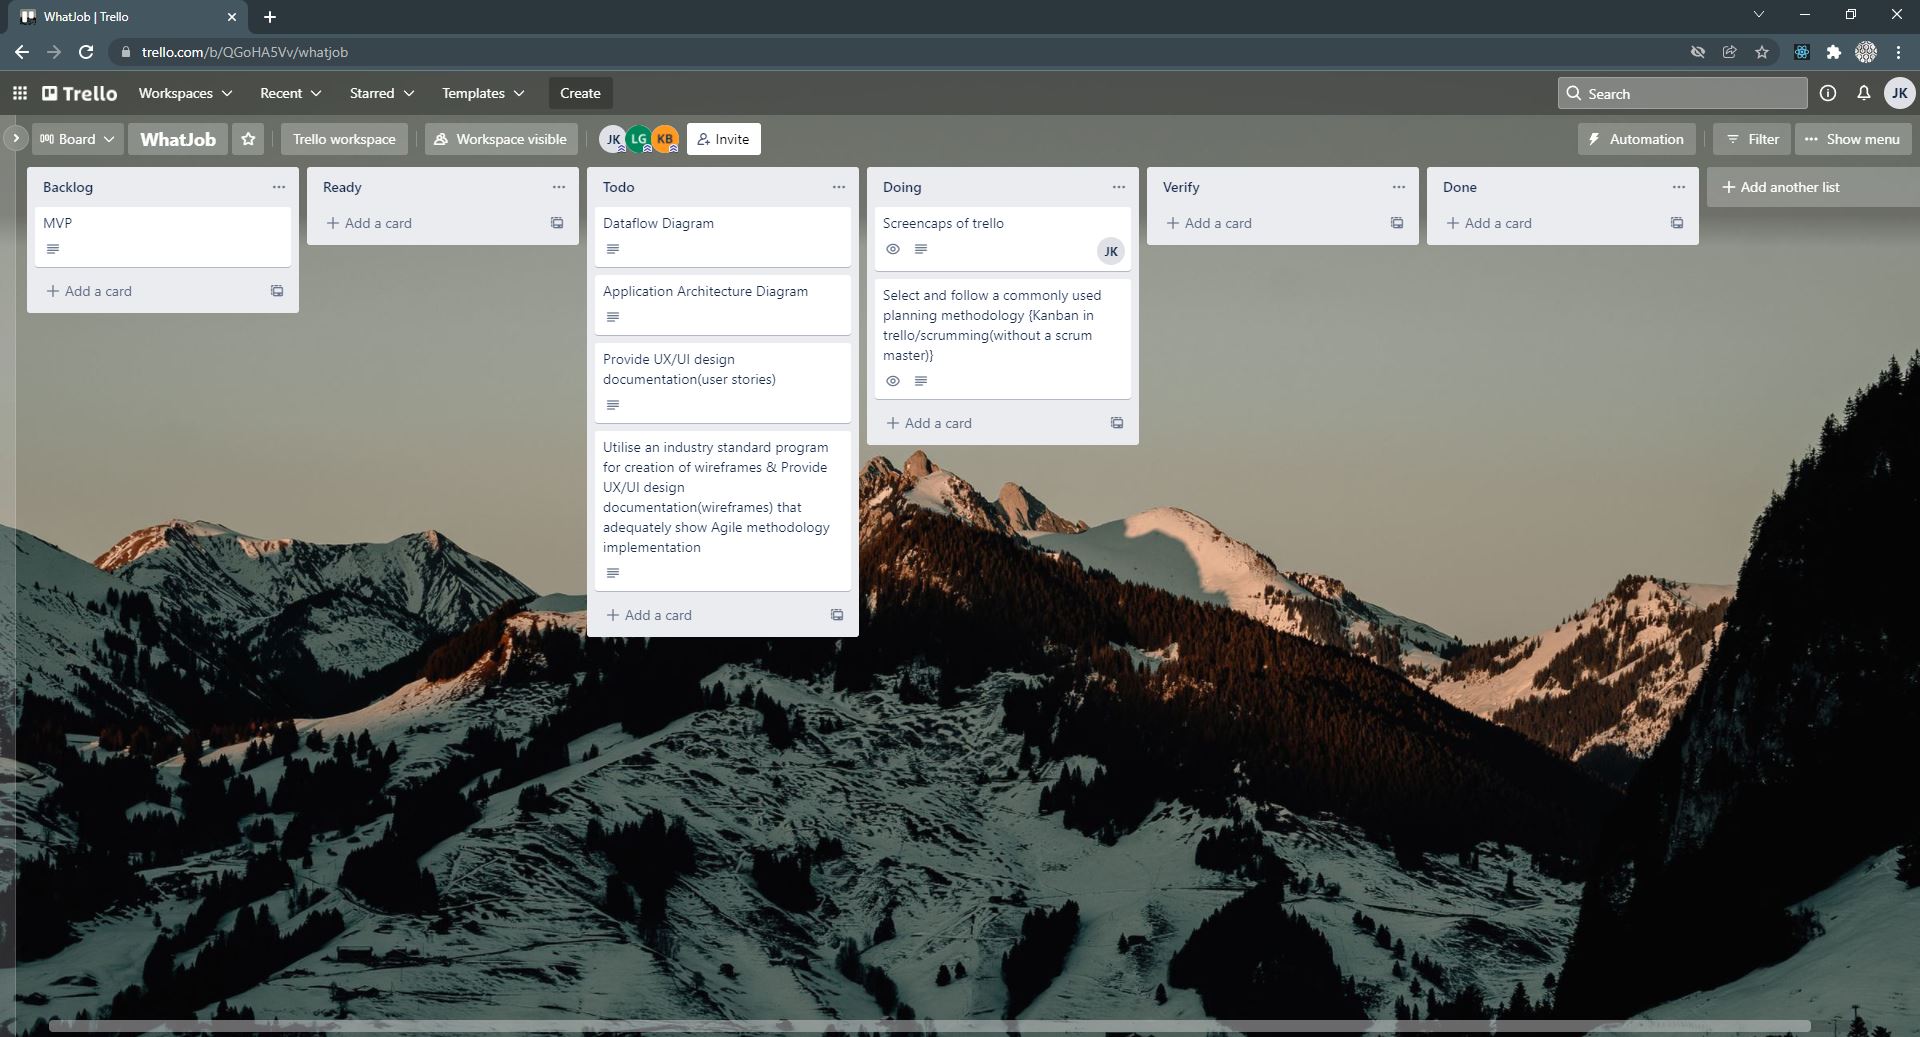 WhatJob | Trello
trello.com/b/QGoHA5Vv/whatjob
Trello
Workspaces
Recent
Starred
Templates
Create
Search
JK
Board
WhatJob
Trello workspace
Workspace visible
JK
LG
KB
Invite
Automation
Filter
Show menu
Backlog
MVP
Add a card
Ready
Add a card
Todo
Dataflow Diagram
Application Architecture Diagram
Provide UX/UI design
documentation(user stories)
Utilise an industry standard program
for creation of wireframes & Provide
UX/UI design
documentation(wireframes) that
adequately show Agile methodology
implementation
Add a card
Doing
Screencaps of trello
JK
Select and follow a commonly used
planning methodology {Kanban in
trello/scrumming(without a scrum
master)}
Add a card
Verify
Add a card
Done
Add a card
Add another list